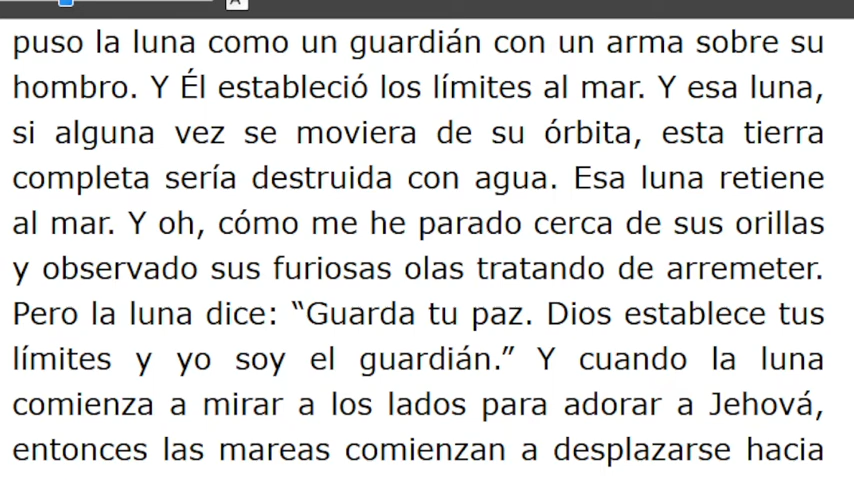 puso la luna como un guardián con un arma sobre su
hombro. Y Él estableció los límites al mar. Y esa luna,
si alguna vez se moviera de su órbita, esta tierra
completa sería destruida con agua. Esa luna retiene
al mar. Y oh, cómo me he parado cerca de sus orillas
y observado sus furiosas olas tratando de arremeter.
Pero la luna dice: “Guarda tu paz. Dios establece tus
límites y yo soy el guardián.” Y cuando la luna
comienza a mirar a los lados para adorar a Jehová,
entonces las mareas comienzan a desplazarse hacia